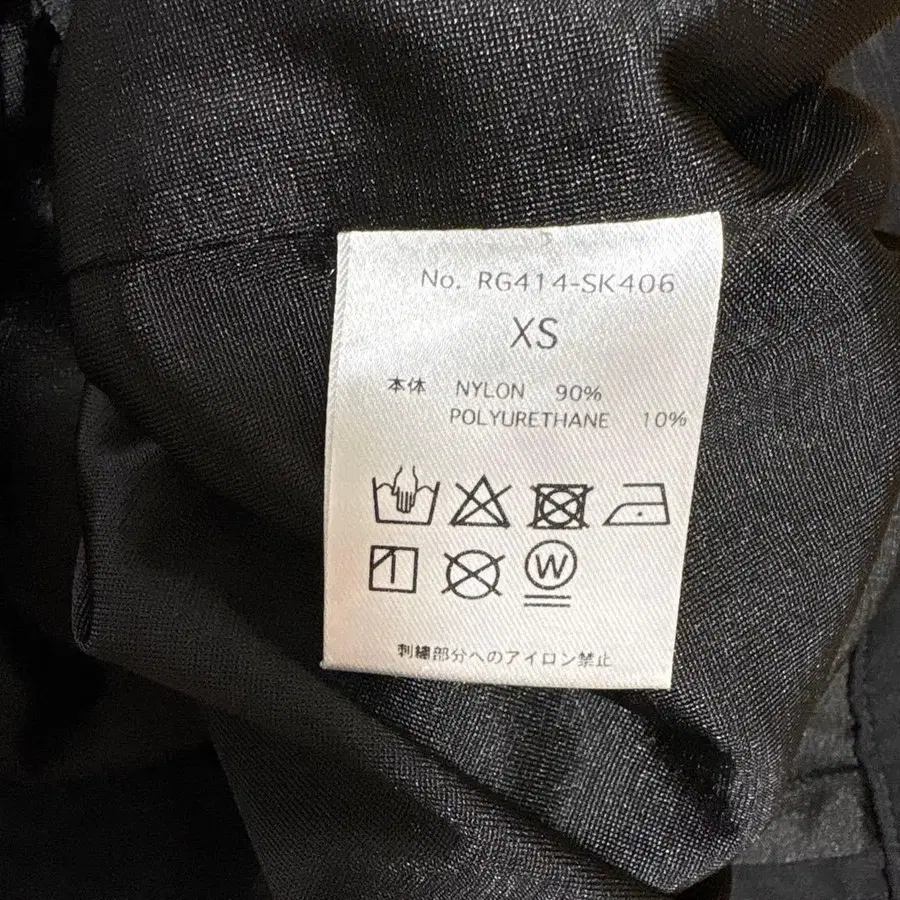 No. RG414-SK406
XS
本体 NYLON 90%
POLYURETHANE 10%
W
刺繍部分へのアイロン禁止